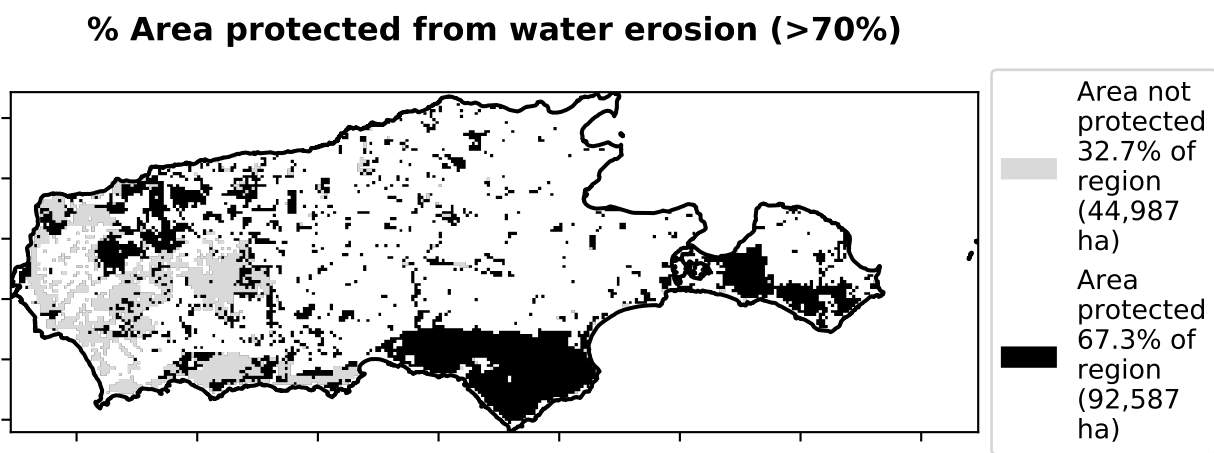 % Area protected from water erosion (>70%)
Area not
protected
32.7% of
region
(44,987
ha)
Area
protected
67.3% of
region
(92,587
ha)